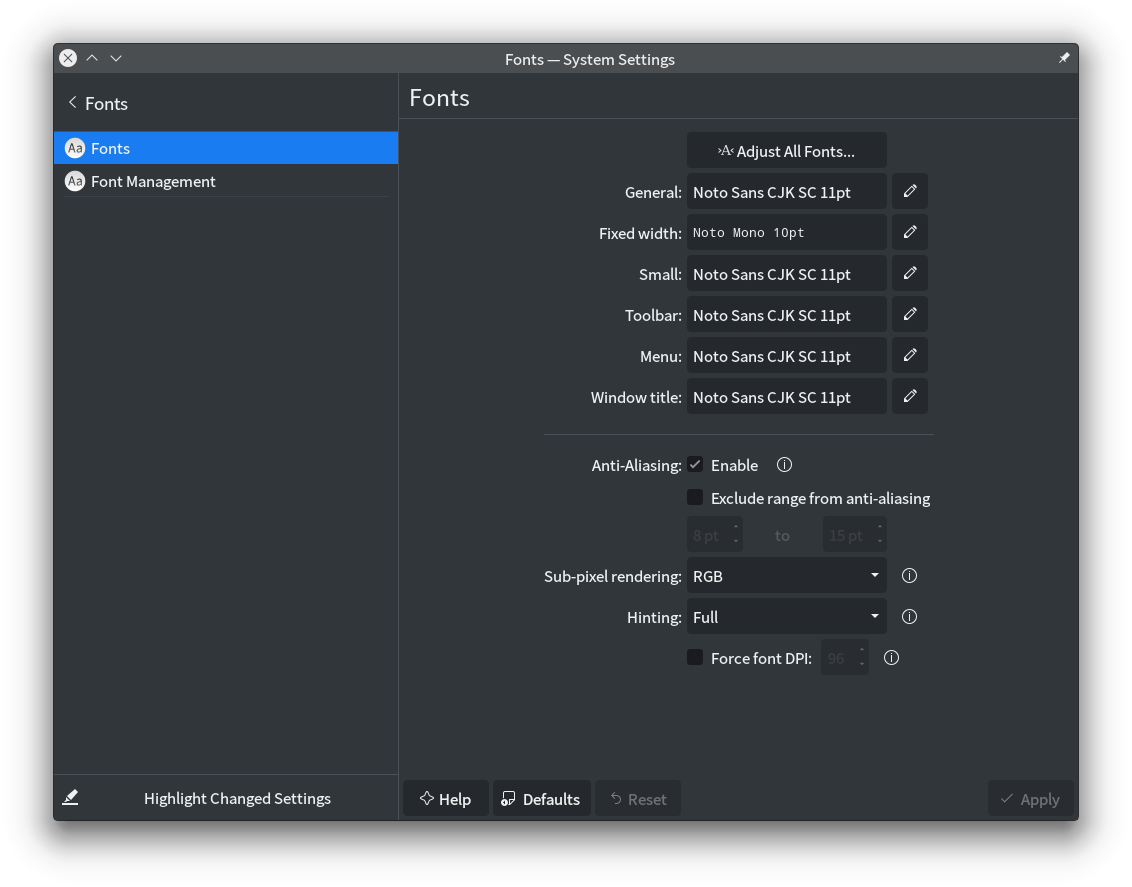 Fonts — System Settings
Fonts
Fonts
Aa Fonts
Aa Font Management
›A‹ Adjust All Fonts...
General: Noto Sans CJK SC 11pt
Fixed width: Noto Mono 10pt
Small: Noto Sans CJK SC 11pt
Toolbar: Noto Sans CJK SC 11pt
Menu: Noto Sans CJK SC 11pt
Window title: Noto Sans CJK SC 11pt
Anti-Aliasing: Enable
Exclude range from anti-aliasing
8 pt to 15 pt
Sub-pixel rendering: RGB
Hinting: Full
Force font DPI: 96
Highlight Changed Settings
Help Defaults Reset Apply